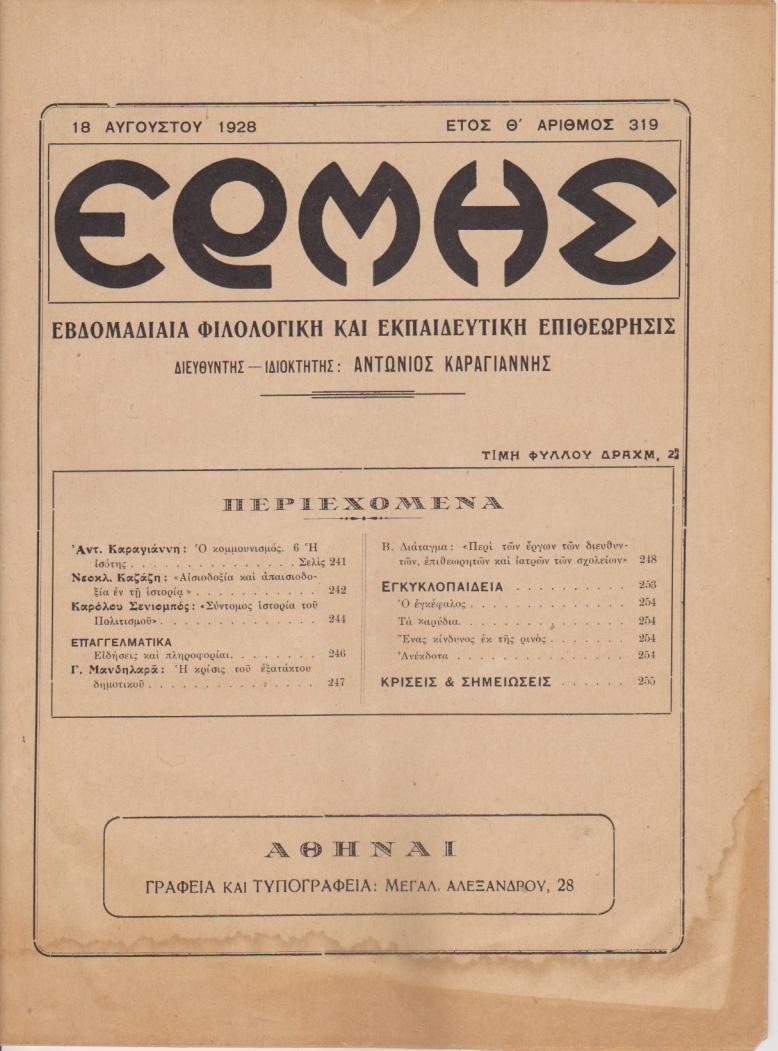 18 ΑΥΓΟΥΣΤΟΥ 1928
ΕΤΟΣ Θ′ ΑΡΙΘΜΟΣ 319
ΕΡΜΗΣ
ΕΒΔΟΜΑΔΙΑΙΑ ΦΙΛΟΛΟΓΙΚΗ ΚΑΙ ΕΚΠΑΙΔΕΥΤΙΚΗ ΕΠΙΘΕΩΡΗΣΙΣ
ΔΙΕΥΘΥΝΤΗΣ — ΙΔΙΟΚΤΗΤΗΣ: ΑΝΤΩΝΙΟΣ ΚΑΡΑΓΙΑΝΝΗΣ
ΤΙΜΗ ΦΥΛΛΟΥ ΔΡΑΧΜ,
ΠΕΡΙΕΧΟΜΕΝΑ
Ἀντ. Καραγιάννη: Ὁ κομμουνισμός. 6 Ἡ
ἰσότης . . . . . . . . . . . . . . Σελὶς 241
Νεοκλ. Καζάζη: «Αἰσιοδοξία καὶ ἀπαισιοδο-
ξία ἐν τῇ ἱστορίᾳ» . . . . . . . . . . . 242
Καρόλου Σενιομπός: «Σύντομος ἱστορία τοῦ
Πολιτισμοῦ» . . . . . . . . . . . . . . 244
ΕΠΑΓΓΕΛΜΑΤΙΚΑ
Εἰδήσεις καὶ πληροφορίαι. . . . . . . . 246
Γ. Μανδηλαρᾶ: Ἡ κρίσις τοῦ ἑξατάκτου
δημοτικοῦ . . . . . . . . . . . . . . . 247
Β. Διάταγμα: «Περὶ τῶν ἔργων τῶν διευθυν-
τῶν, ἐπιθεωρητῶν καὶ ἰατρῶν τῶν σχολείων» 248
ΕΓΚΥΚΛΟΠΑΙΔΕΙΑ . . . . . . . . . . 253
Ὁ ἐγκέφαλος . . . . . . . . . . . . . . 254
Τὰ καρύδια. . . . . . . . . . . . . . . 254
Ἕνας κίνδυνος ἐκ τῆς ρινὸς . . . . . . . 254
Ἀνέκδοτα . . . . . . . . . . . . . . . 254
ΚΡΙΣΕΙΣ & ΣΗΜΕΙΩΣΕΙΣ . . . . . . 255
ΑΘΗΝΑΙ
ΓΡΑΦΕΙΑ ΚΑΙ ΤΥΠΟΓΡΑΦΕΙΑ: ΜΕΓΑΛ. ΑΛΕΞΑΝΔΡΟΥ, 28